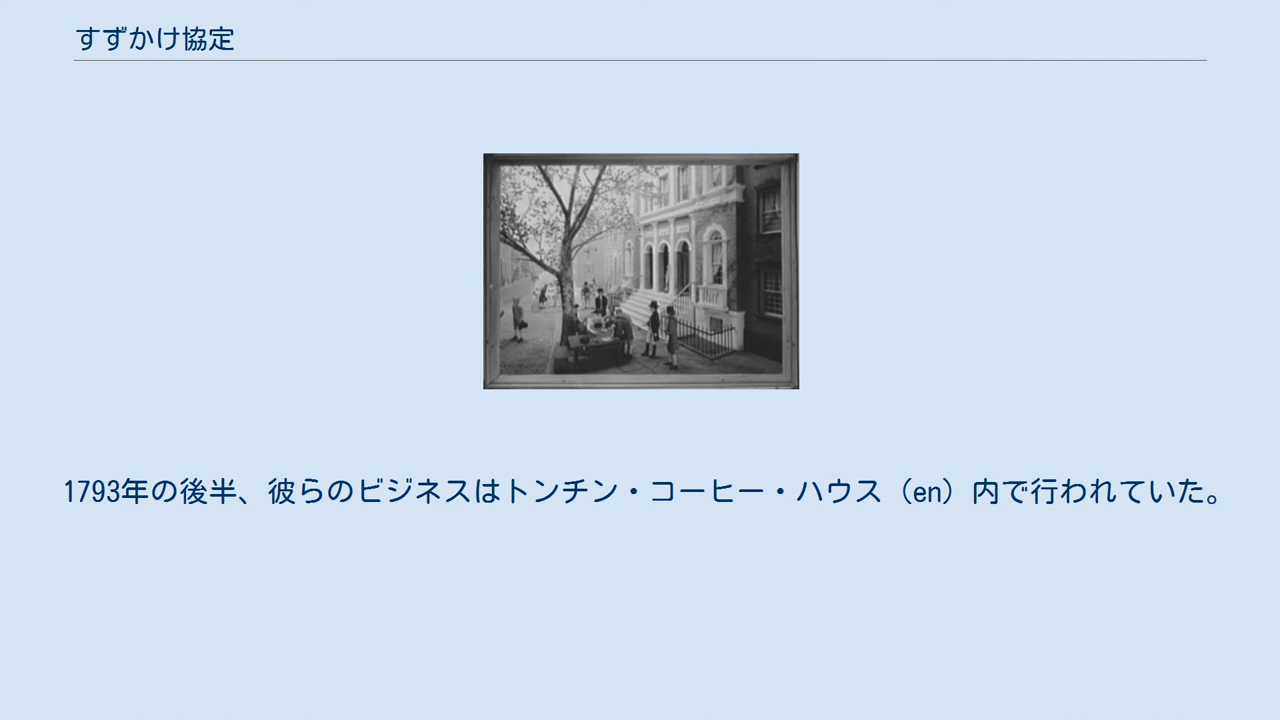 すずかけ協定
1793年の後半、彼らのビジネスはトンチン・コーヒー・ハウス（en）内で行われていた。